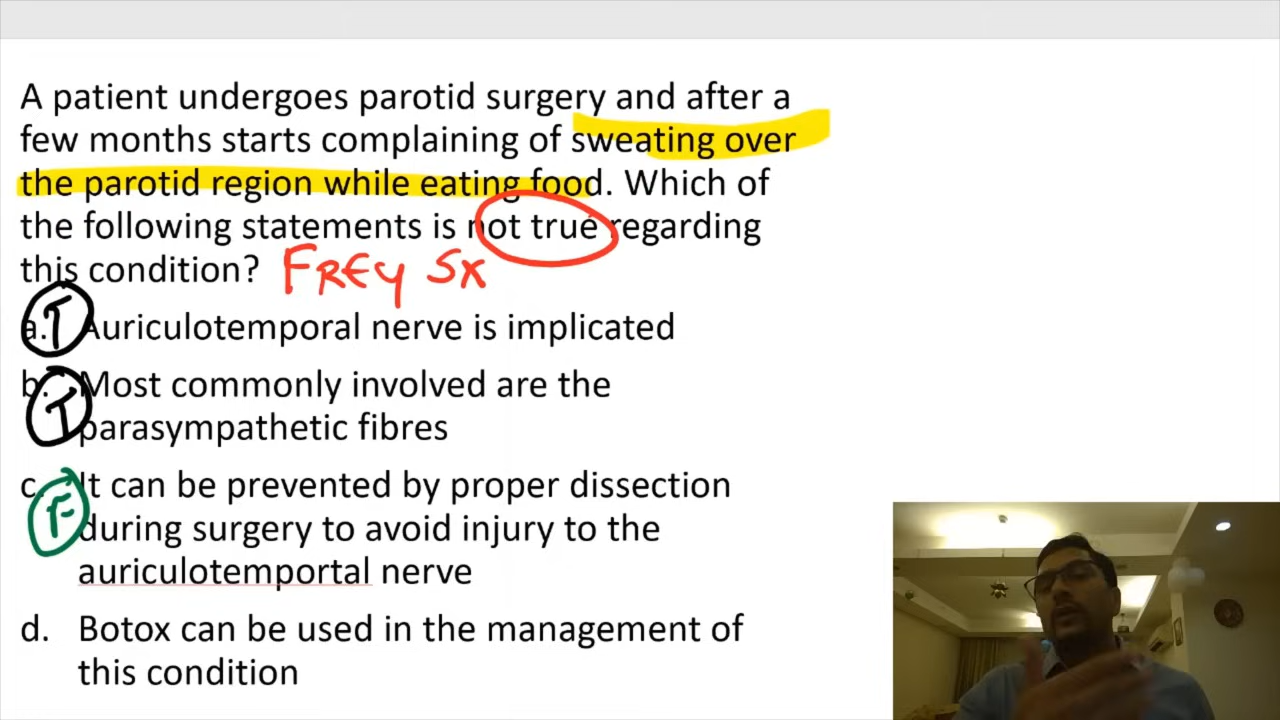 A patient undergoes parotid surgery and after a
few months starts complaining of sweating over
the parotid region while eating food. Which of
the following statements is not true regarding
this condition? FREY SX
a. T Auriculotemporal nerve is implicated
b. Most commonly involved are the
T parasympathetic fibres
c. It can be prevented by proper dissection
F during surgery to avoid injury to the
auriculotemportal nerve
d. Botox can be used in the management of
this condition